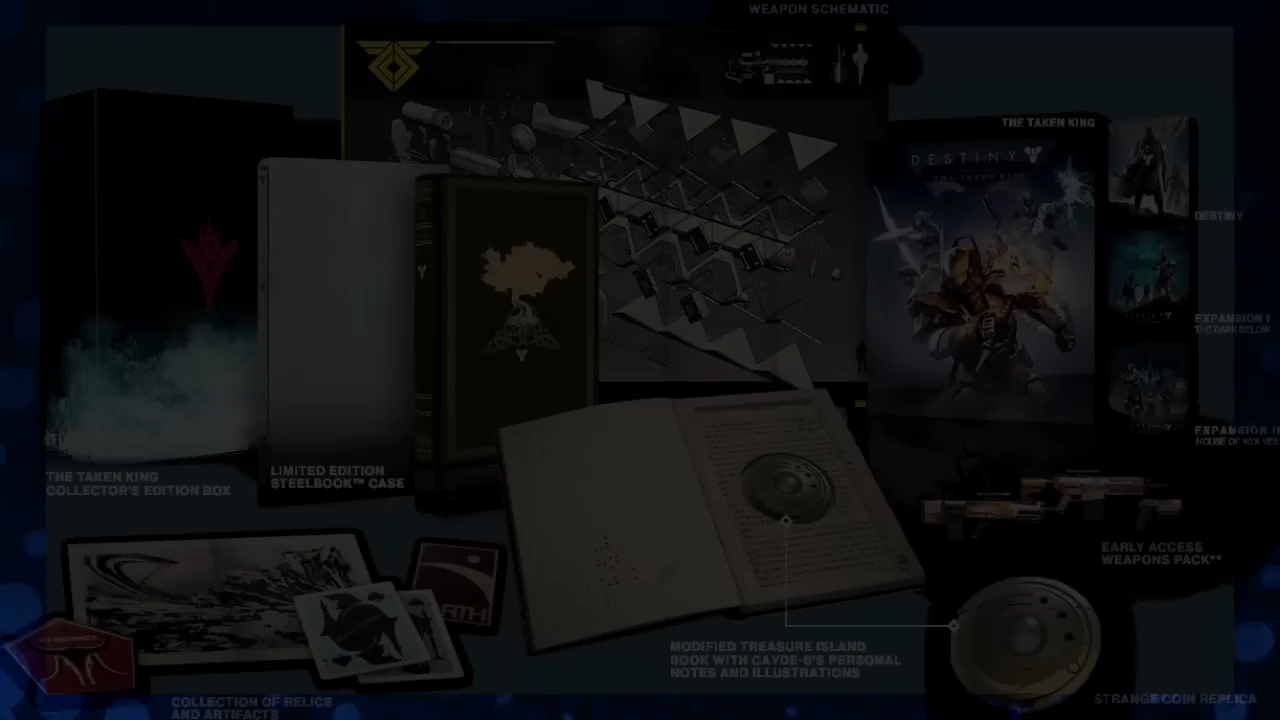 WEAPON SCHEMATIC
THE TAKEN KING
DESTINY
THE TAKEN KING
DESTINY
EXPANSION I
THE DARK BELOW
EXPANSION II
HOUSE OF WOLVES
THE TAKEN KING
COLLECTOR'S EDITION BOX
LIMITED EDITION
STEELBOOK™ CASE
EARLY ACCESS
WEAPONS PACK**
MODIFIED TREASURE ISLAND
BOOK WITH CAYDE-6'S PERSONAL
NOTES AND ILLUSTRATIONS
STRANGE COIN REPLICA
COLLECTION OF RELICS
AND ARTIFACTS